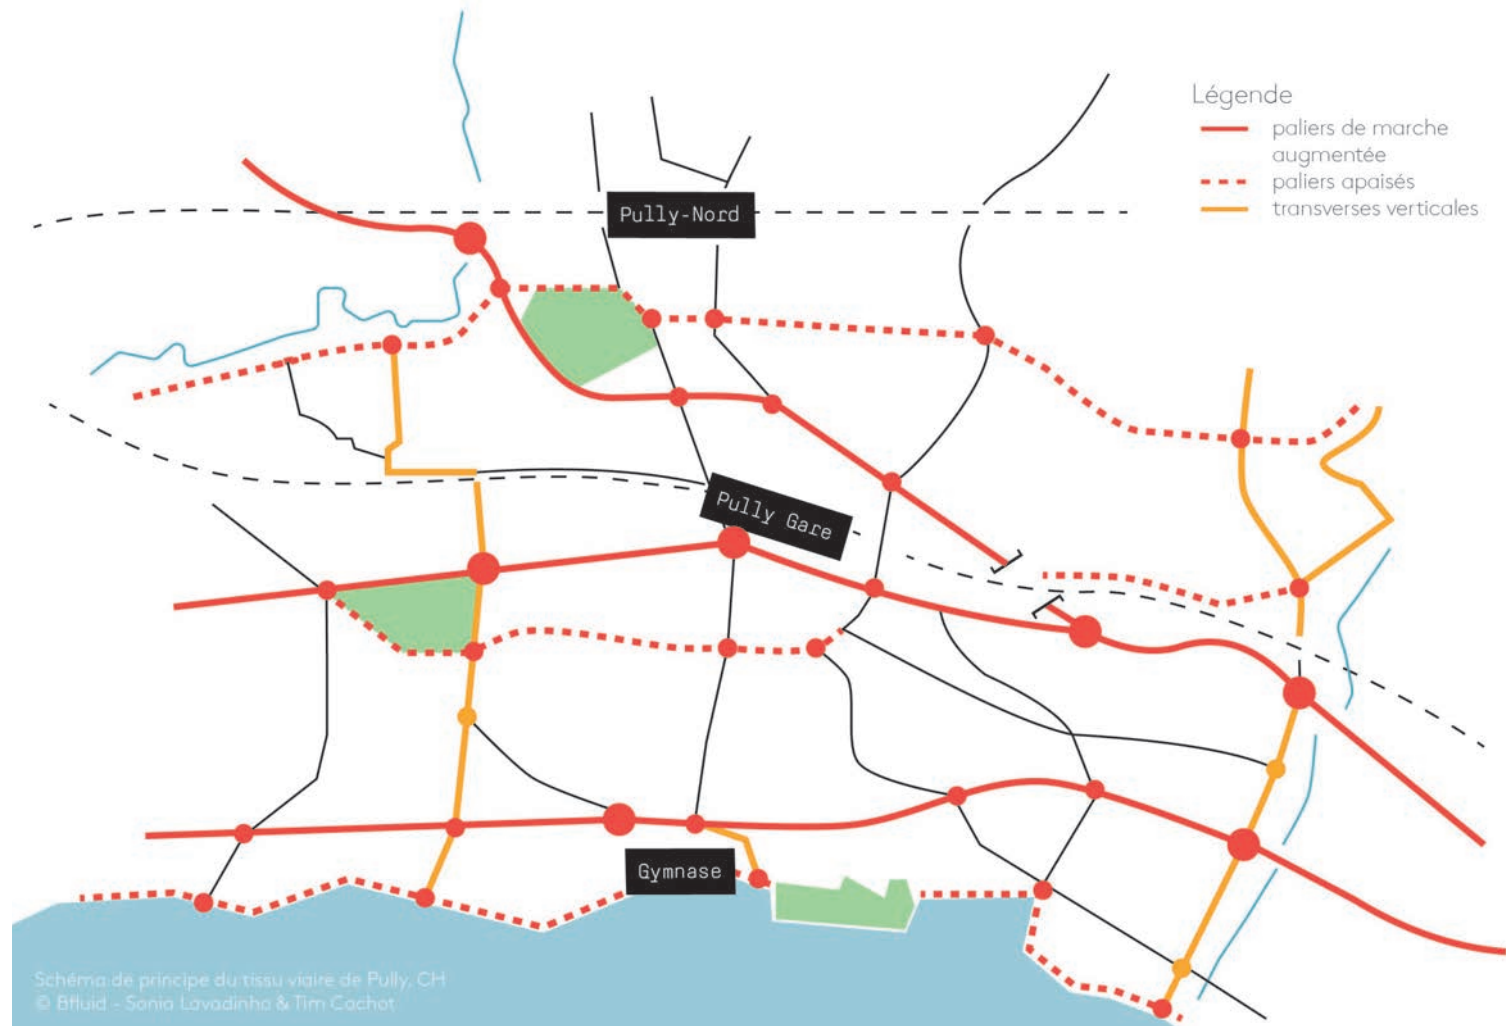 Légende
paliers de marche
augmentée
paliers apaisés
transverses verticales
Pully-Nord
Pully Gare
Gymnase
Schéma de principe du tissu viaire de Pully, CH
© Bfluid - Sonia Lavadinho & Tim Cachot